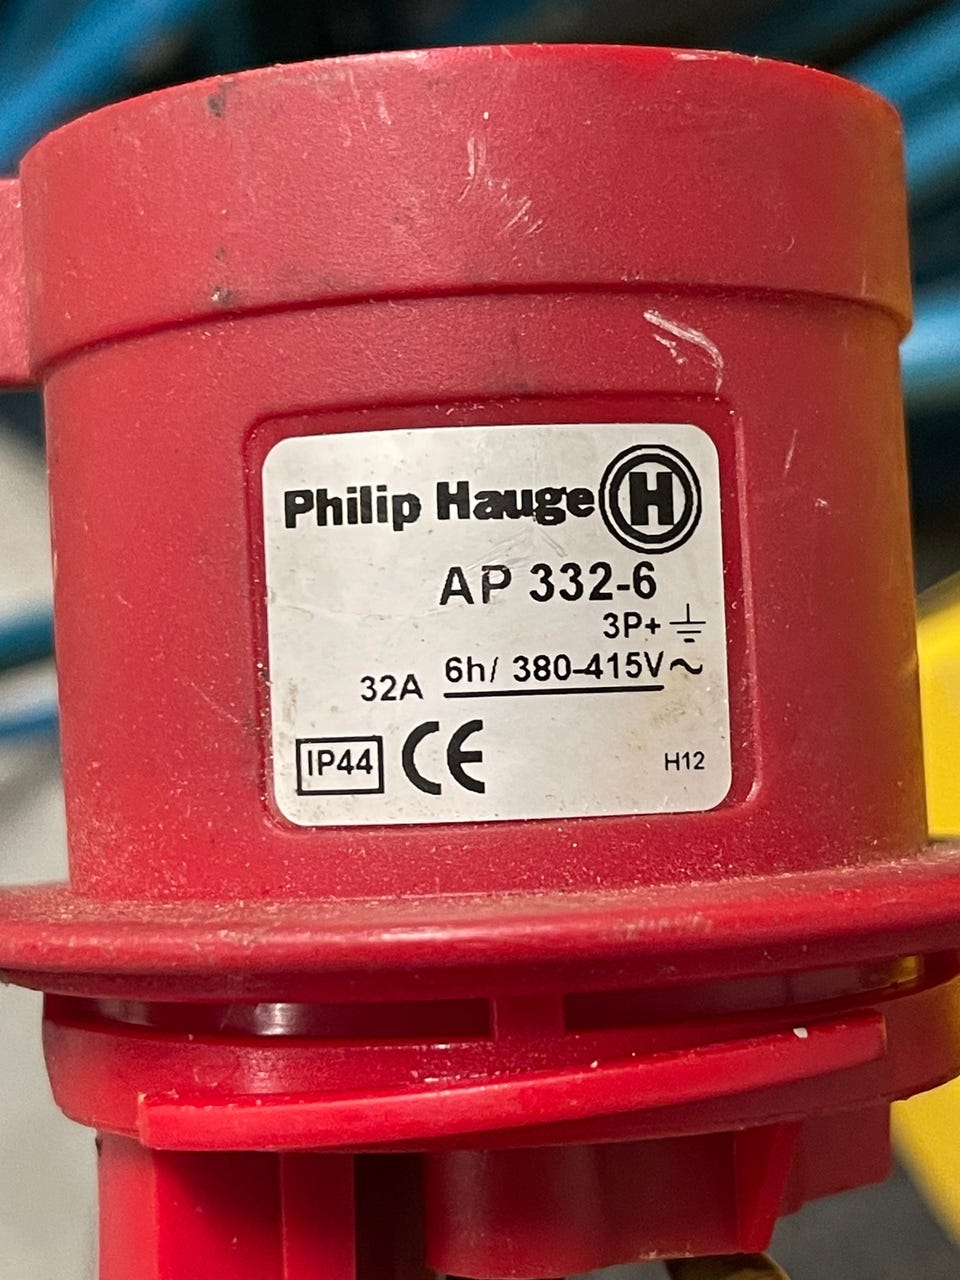 Philip Hauge H
AP 332-6
3P+⏚
32A 6h/ 380-415V~
IP44 CE H12